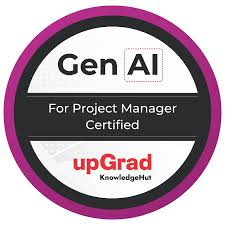 Gen AI
For Project Manager
Certified
upGrad
KnowledgeHut